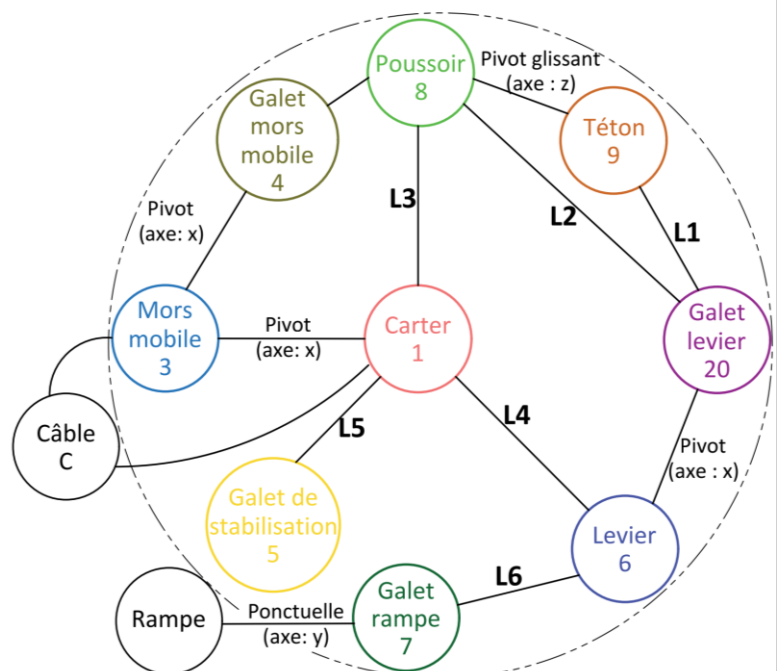 Poussoir
8
Pivot glissant
(axe : z)
Galet
mors
mobile
4
Téton
9
Pivot
(axe: x)
L3
L2
L1
Mors
mobile
3
Pivot
(axe: x)
Carter
1
Galet
levier
20
Câble
C
L5
L4
Pivot
(axe : x)
Galet de
stabilisation
5
Levier
6
Rampe
Ponctuelle
(axe: y)
Galet
rampe
7
L6